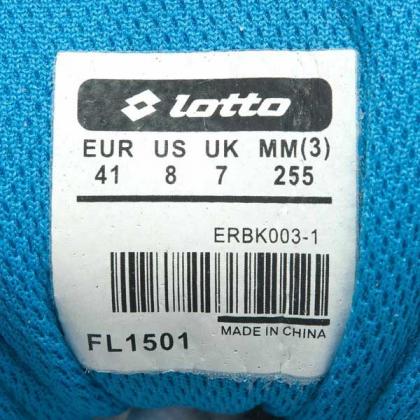 lotto
EUR US UK MM(3)
41 8 7 255
ERBK003-1
MADE IN CHINA
FL1501